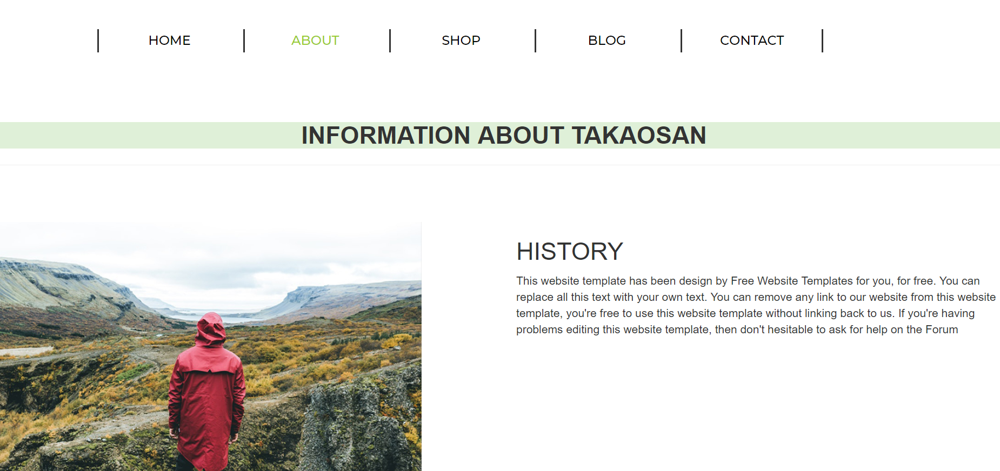 HOME ABOUT SHOP BLOG CONTACT
INFORMATION ABOUT TAKAOSAN
HISTORY
This website template has been design by Free Website Templates for you, for free. You can
replace all this text with your own text. You can remove any link to our website from this website
template, you're free to use this website template without linking back to us. If you're having
problems editing this website template, then don't hesitable to ask for help on the Forum